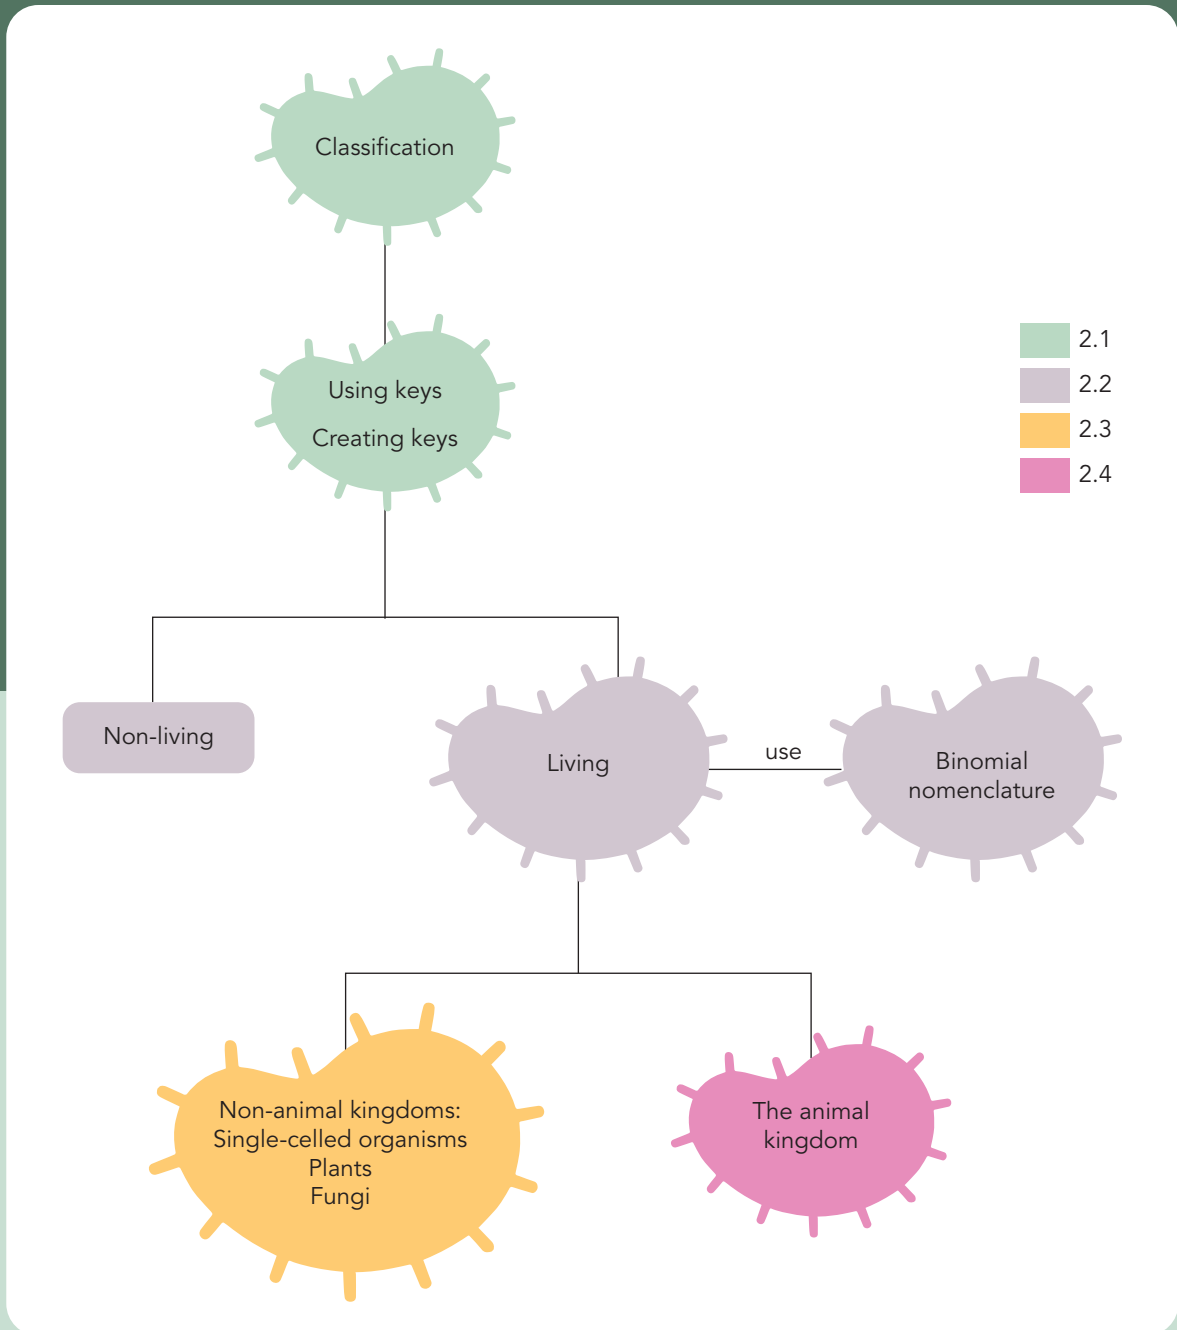 Classification
Using keys
Creating keys
2.1
2.2
2.3
2.4
Non-living
Living
use
Binomial
nomenclature
Non-animal kingdoms:
Single-celled organisms
Plants
Fungi
The animal
kingdom